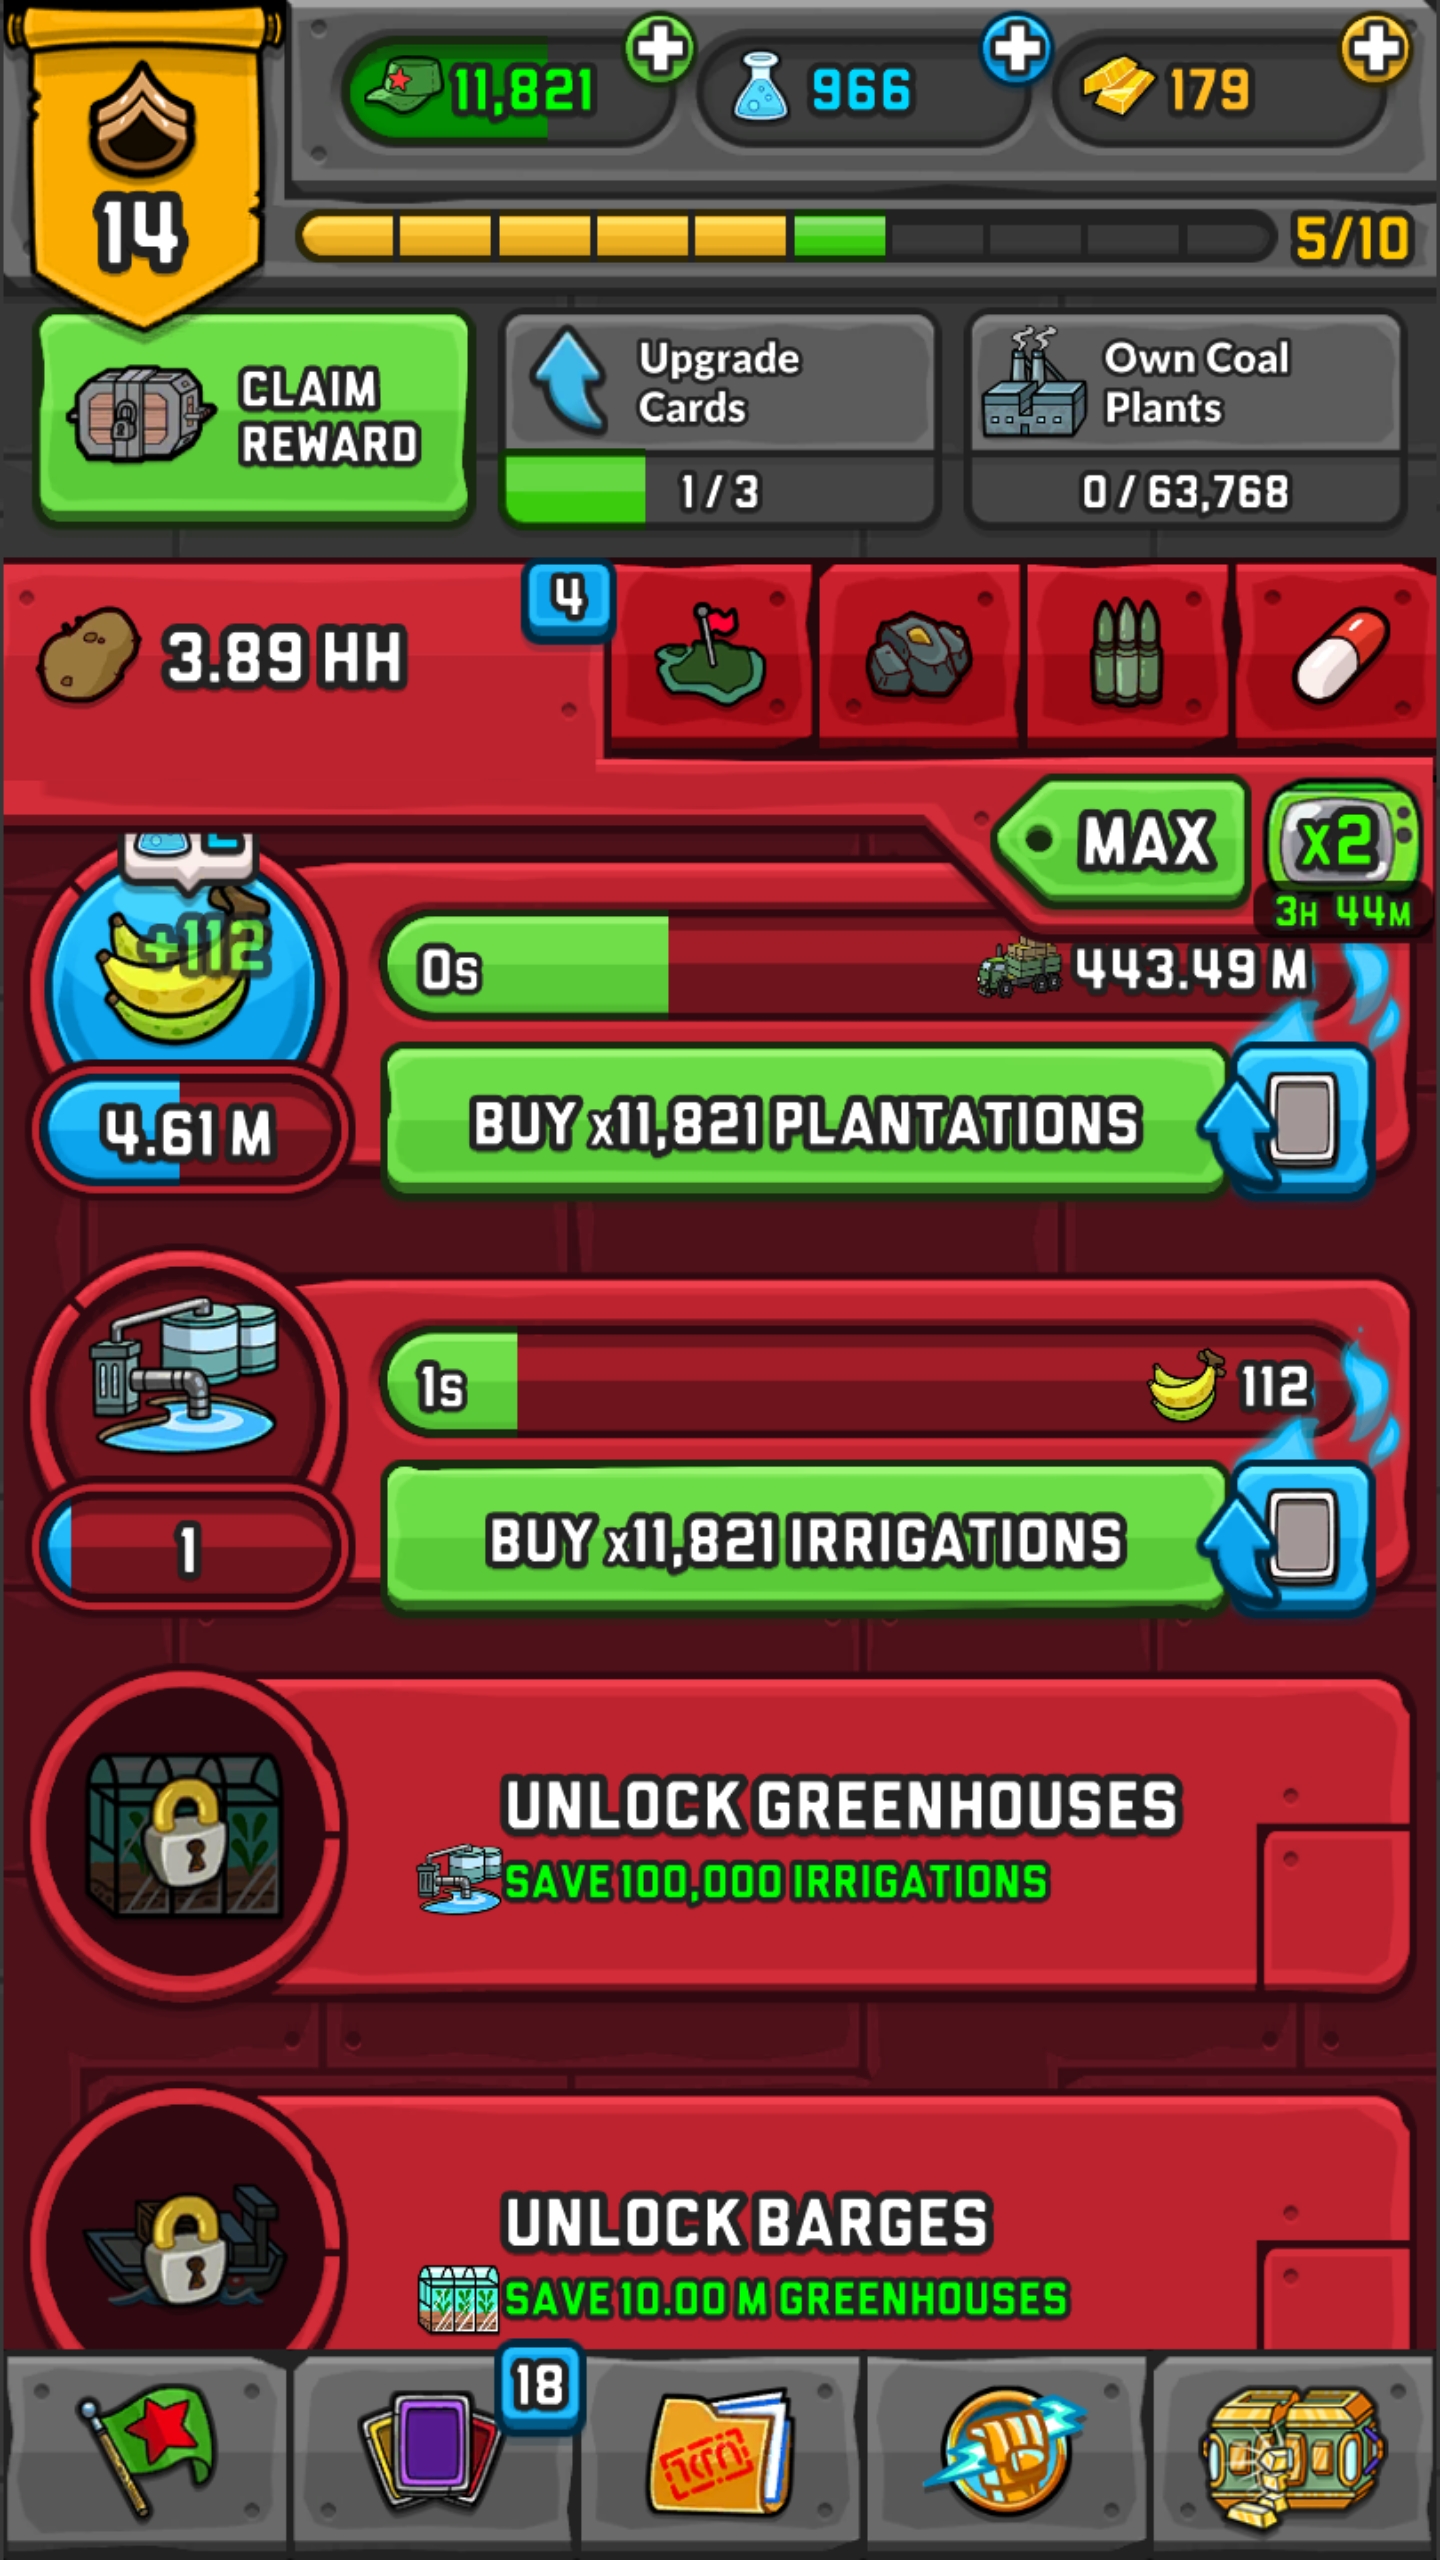 11,821
966
179
14
5/10
CLAIM
REWARD
Upgrade
Cards
1 / 3
Own Coal
Plants
0 / 63,768
3.89 HH
4
MAX
x2
3H 44M
+112
0s
443.49 M
4.61 M
BUY x11,821 PLANTATIONS
1s
112
1
BUY x11,821 IRRIGATIONS
UNLOCK GREENHOUSES
SAVE 100,000 IRRIGATIONS
UNLOCK BARGES
SAVE 10.00 M GREENHOUSES
18